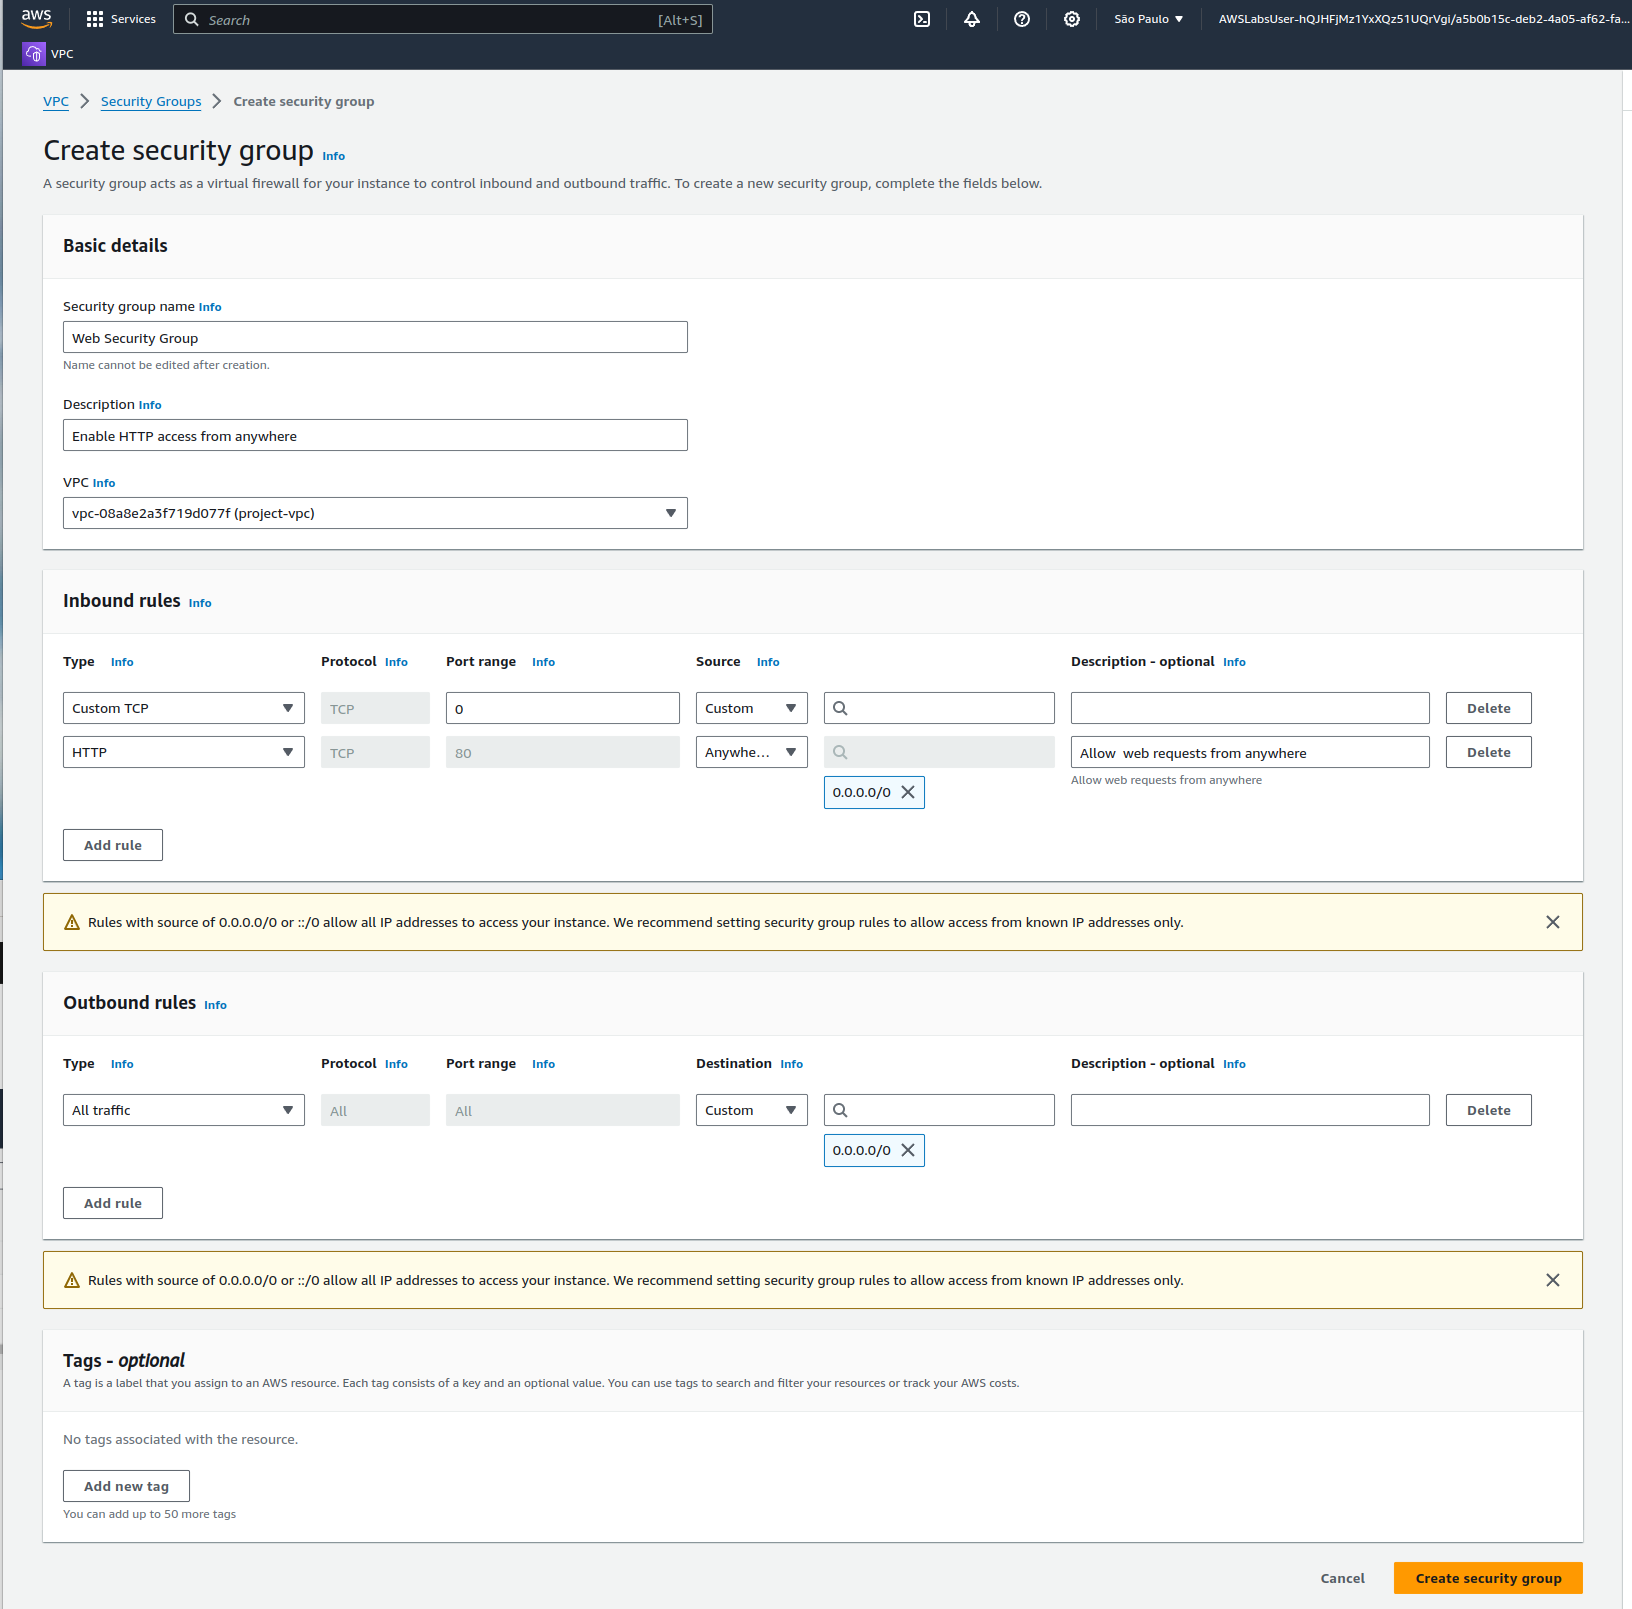 aws Services Search [Alt+S] São Paulo AWSLabsUser-hQJHFjMz1YxXQz51UQrVgi/a5b0b15c-deb2-4a05-af62-fa...
VPC
VPC Security Groups Create security group
Create security group Info
A security group acts as a virtual firewall for your instance to control inbound and outbound traffic. To create a new security group, complete the fields below.
Basic details
Security group name Info
Web Security Group
Name cannot be edited after creation.
Description Info
Enable HTTP access from anywhere
VPC Info
vpc-08a8e2a3f719d077f (project-vpc)
Inbound rules Info
Type Info Protocol Info Port range Info Source Info Description - optional Info
Custom TCP TCP 0 Custom Delete
HTTP TCP 80 Anywhe... Allow  web requests from anywhere Delete
Allow web requests from anywhere
0.0.0.0/0
Add rule
Rules with source of 0.0.0.0/0 or ::/0 allow all IP addresses to access your instance. We recommend setting security group rules to allow access from known IP addresses only.
Outbound rules Info
Type Info Protocol Info Port range Info Destination Info Description - optional Info
All traffic All All Custom Delete
0.0.0.0/0
Add rule
Rules with source of 0.0.0.0/0 or ::/0 allow all IP addresses to access your instance. We recommend setting security group rules to allow access from known IP addresses only.
Tags - optional
A tag is a label that you assign to an AWS resource. Each tag consists of a key and an optional value. You can use tags to search and filter your resources or track your AWS costs.
No tags associated with the resource.
Add new tag
You can add up to 50 more tags
Cancel Create security group